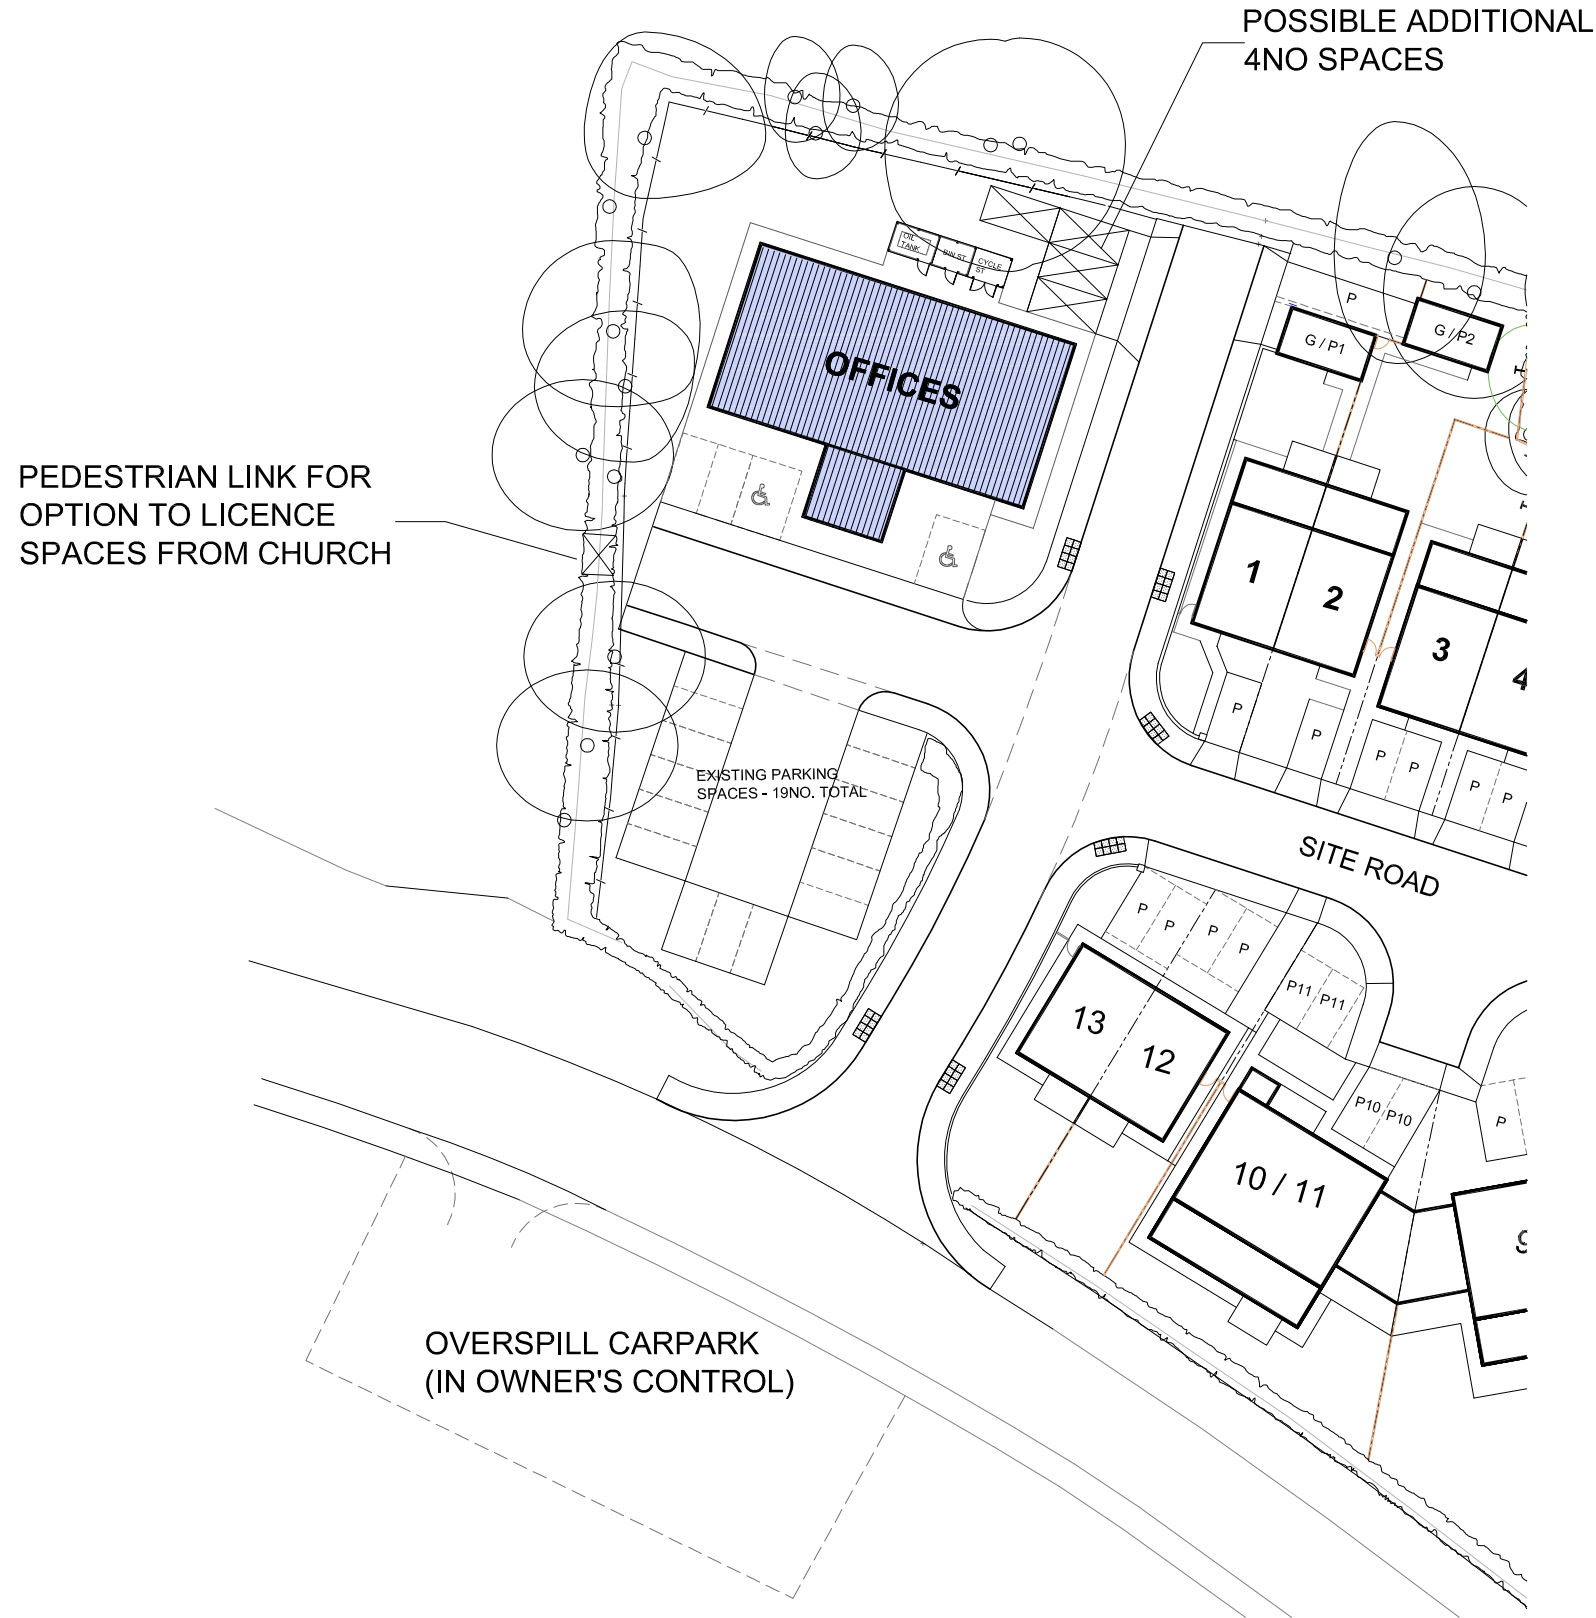 POSSIBLE ADDITIONAL
4NO SPACES
OIL
TANK
BIN ST
CYCLE
ST
P
G / P1
G / P2
OFFICES
PEDESTRIAN LINK FOR
OPTION TO LICENCE
SPACES FROM CHURCH
1
2
3
4
P
P
P
P
P
P
EXISTING PARKING
SPACES - 19NO. TOTAL
SITE ROAD
P
P
P
P
P11
P11
13
12
P10
P10
P
10 / 11
9
OVERSPILL CARPARK
(IN OWNER'S CONTROL)